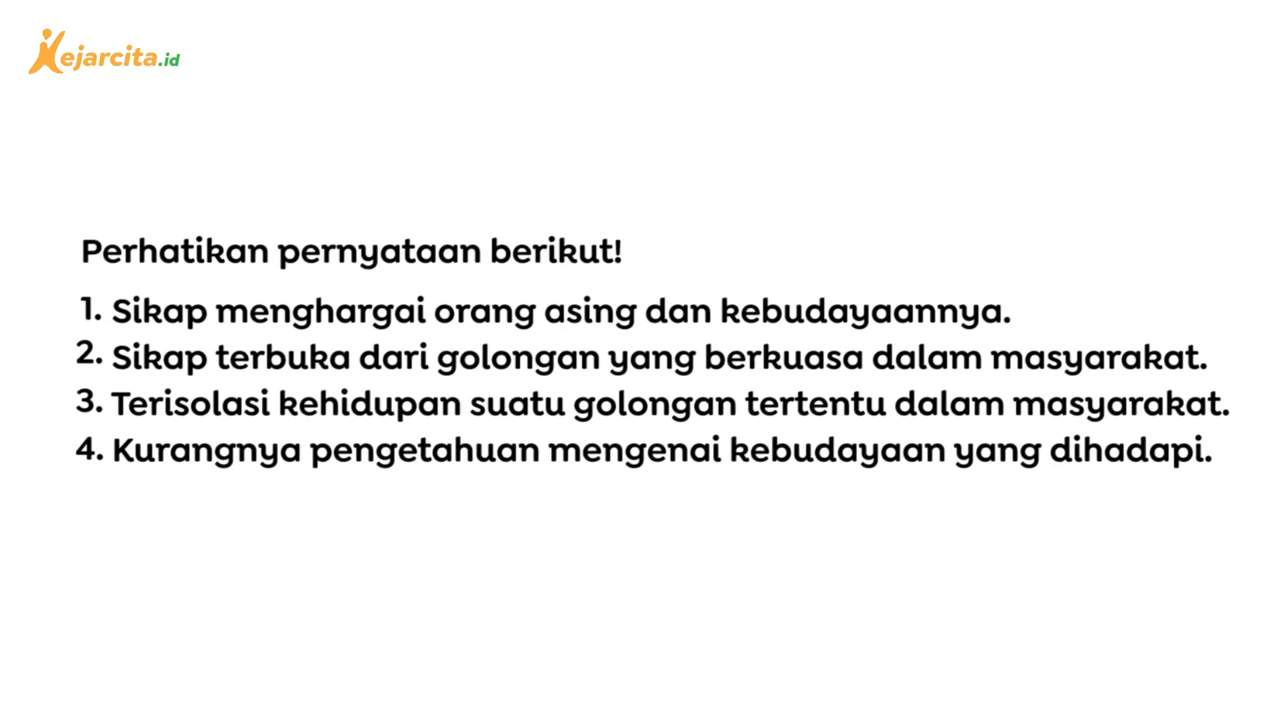 Kejarcita.id
Perhatikan pernyataan berikut!
1. Sikap menghargai orang asing dan kebudayaannya.
2. Sikap terbuka dari golongan yang berkuasa dalam masyarakat.
3. Terisolasi kehidupan suatu golongan tertentu dalam masyarakat.
4. Kurangnya pengetahuan mengenai kebudayaan yang dihadapi.